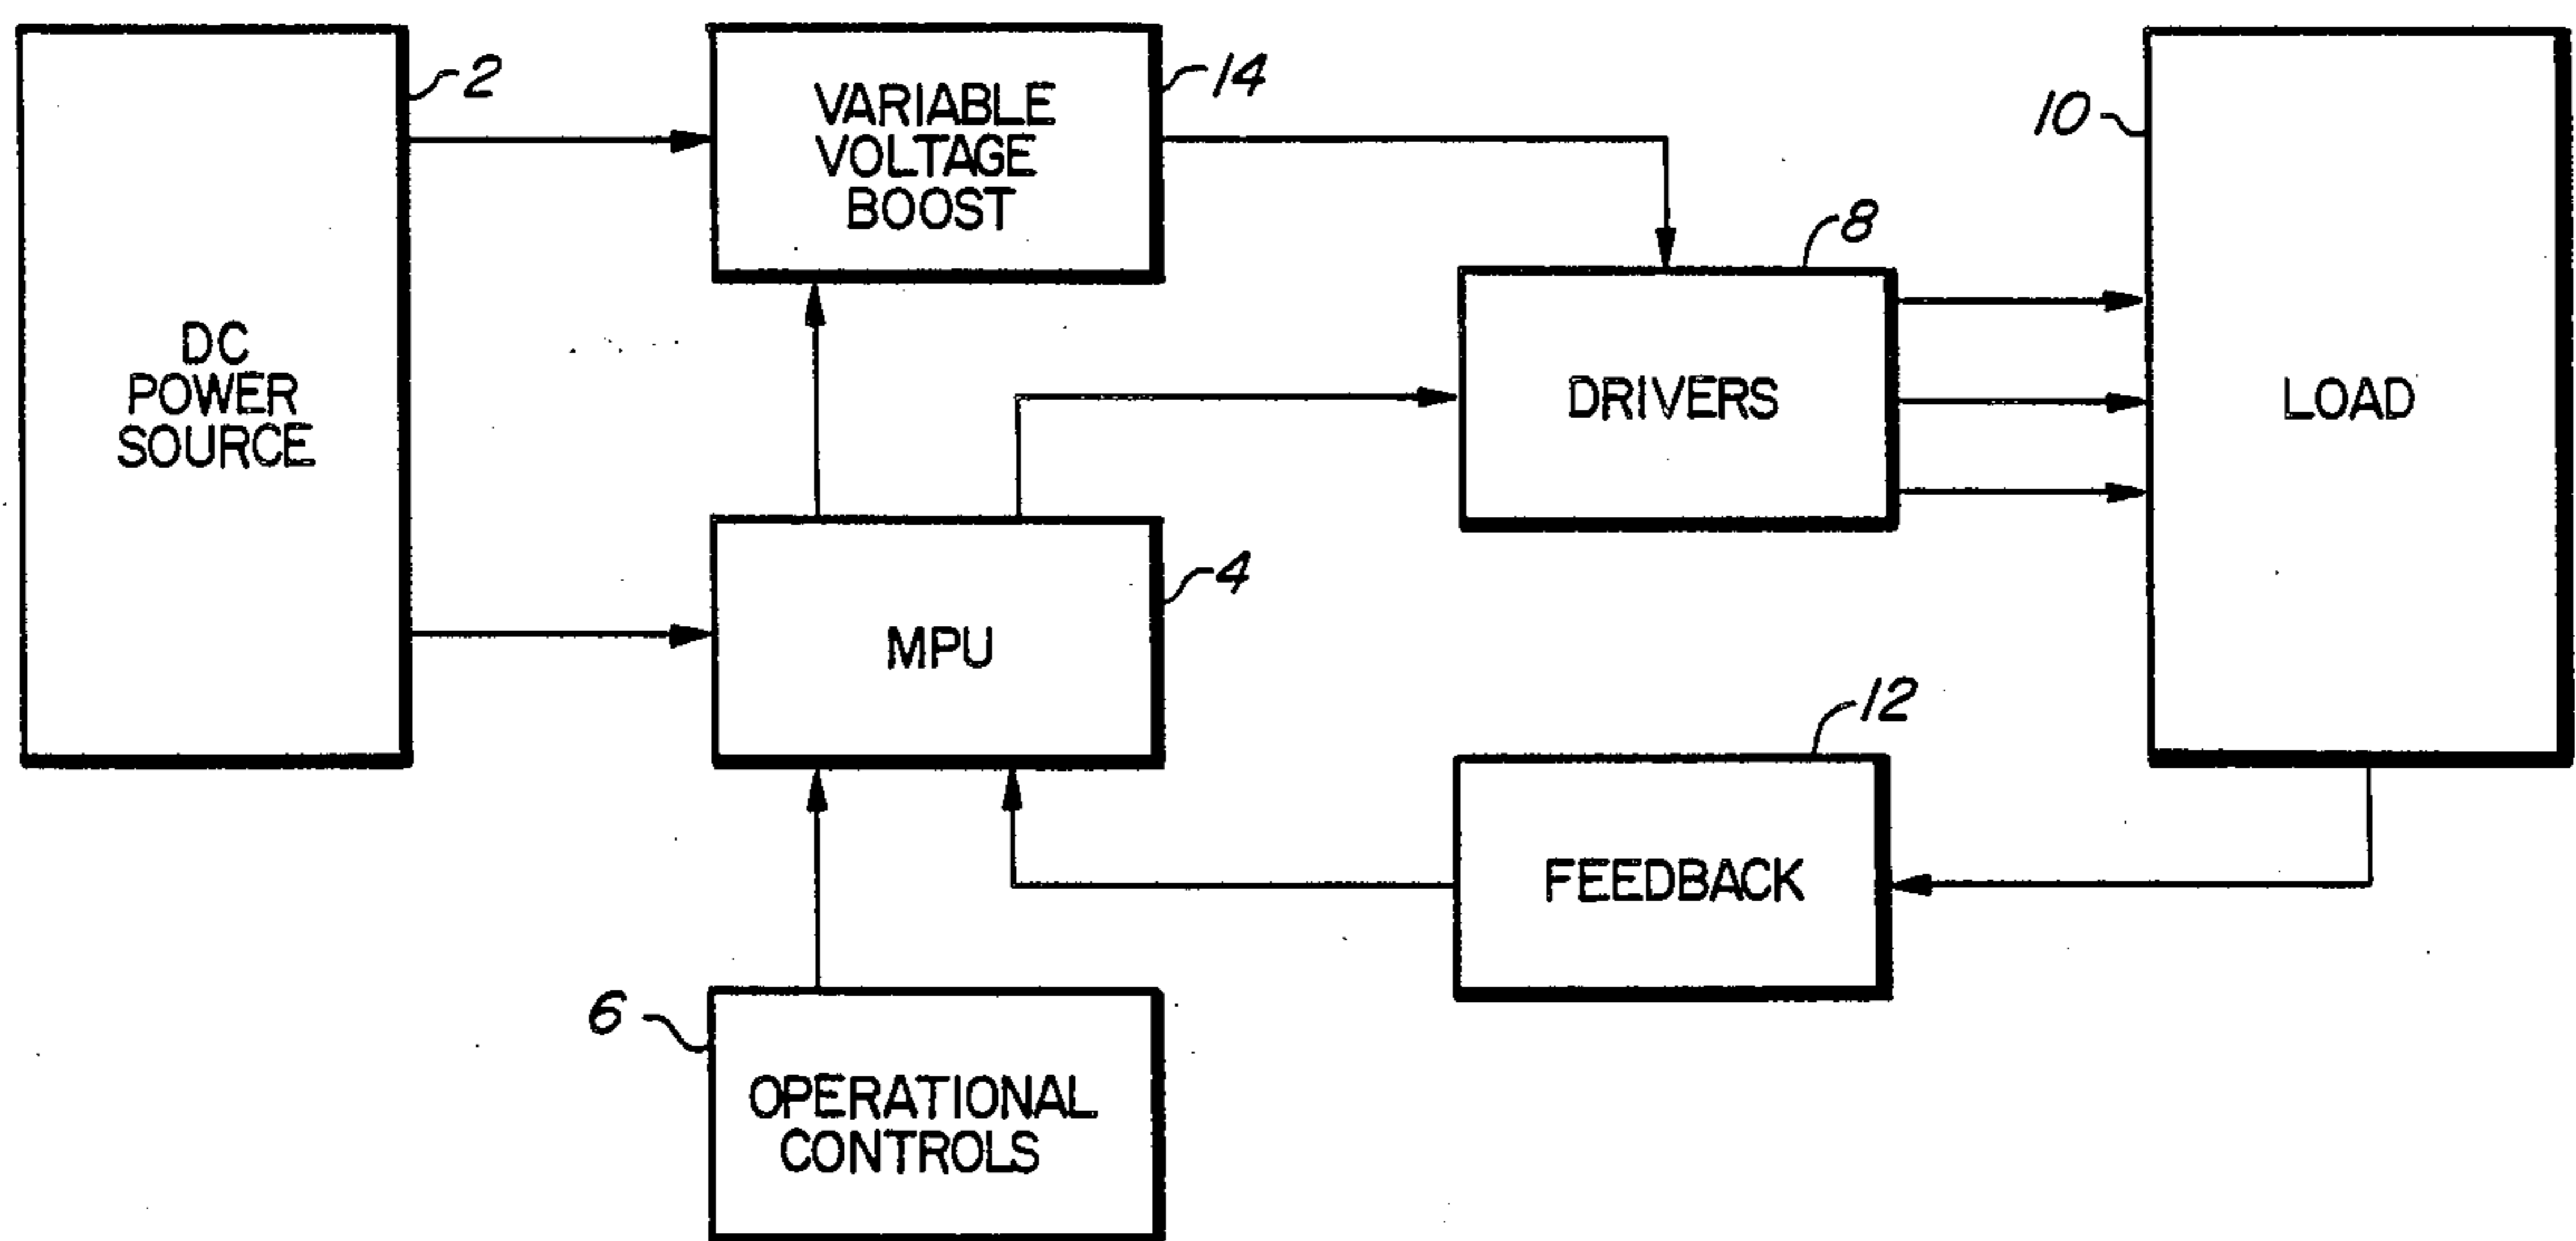 2
DC
POWER
SOURCE
14
VARIABLE
VOLTAGE
BOOST
8
DRIVERS
10
LOAD
4
MPU
12
FEEDBACK
6
OPERATIONAL
CONTROLS